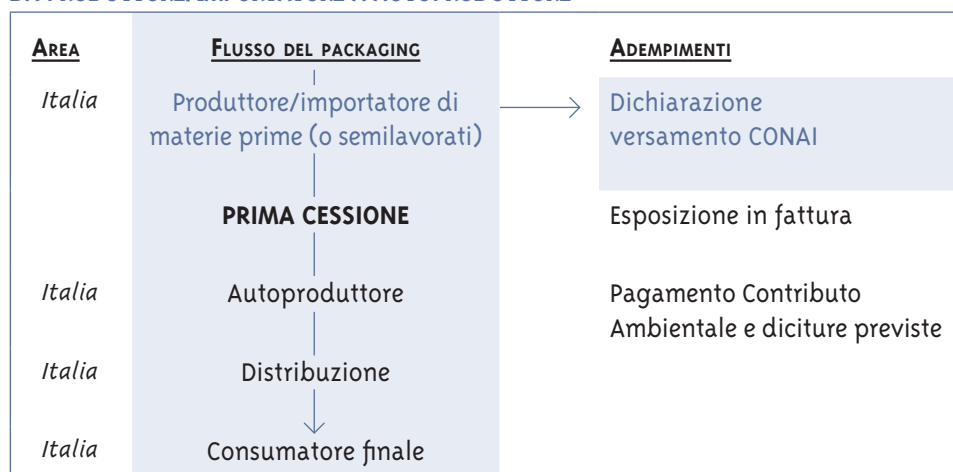 AREA FLUSSO DEL PACKAGING ADEMPIMENTI
Italia Produttore/importatore di Dichiarazione
materie prime (o semilavorati) versamento CONAI
PRIMA CESSIONE Esposizione in fattura
Italia Autoproduttore Pagamento Contributo
Ambientale e diciture previste
Italia Distribuzione
Italia Consumatore finale